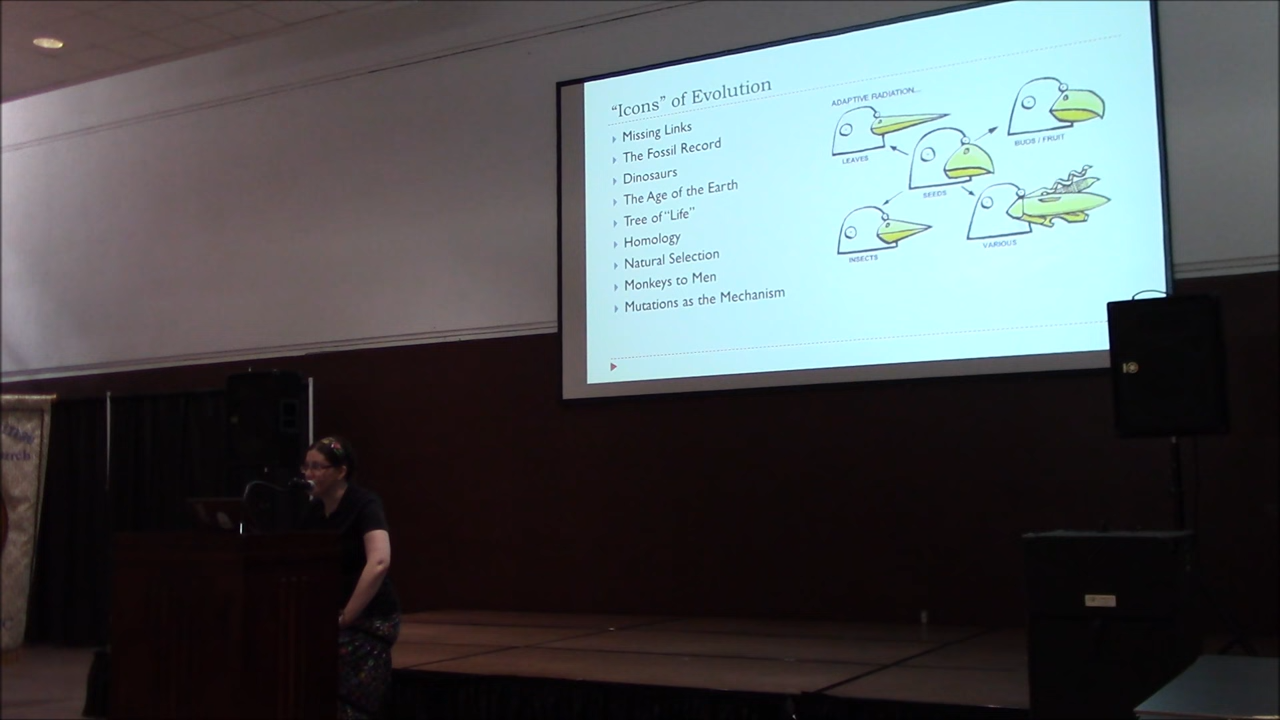 “Icons” of Evolution
Missing Links
The Fossil Record
Dinosaurs
The Age of the Earth
Tree of “Life”
Homology
Natural Selection
Monkeys to Men
Mutations as the Mechanism
ADAPTIVE RADIATION...
LEAVES
BUDS / FRUIT
SEEDS
INSECTS
VARIOUS